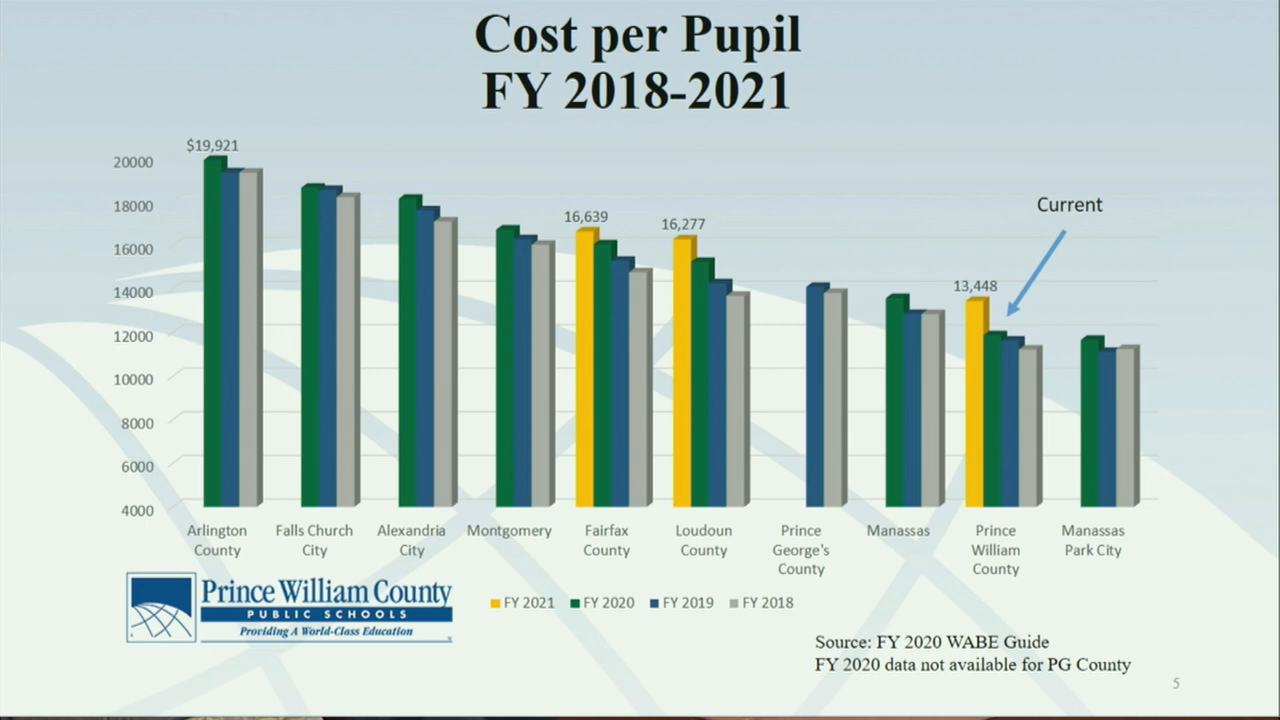 Cost per Pupil
FY 2018-2021
$19,921
16,639
16,277
13,448
Current
20000
18000
16000
14000
12000
10000
8000
6000
4000
Arlington
County
Falls Church
City
Alexandria
City
Montgomery
Fairfax
County
Loudoun
County
Prince
George's
County
Manassas
Prince
William
County
Manassas
Park City
Prince William County
PUBLIC SCHOOLS
Providing A World-Class Education
FY 2021
FY 2020
FY 2019
FY 2018
Source: FY 2020 WABE Guide
FY 2020 data not available for PG County
5